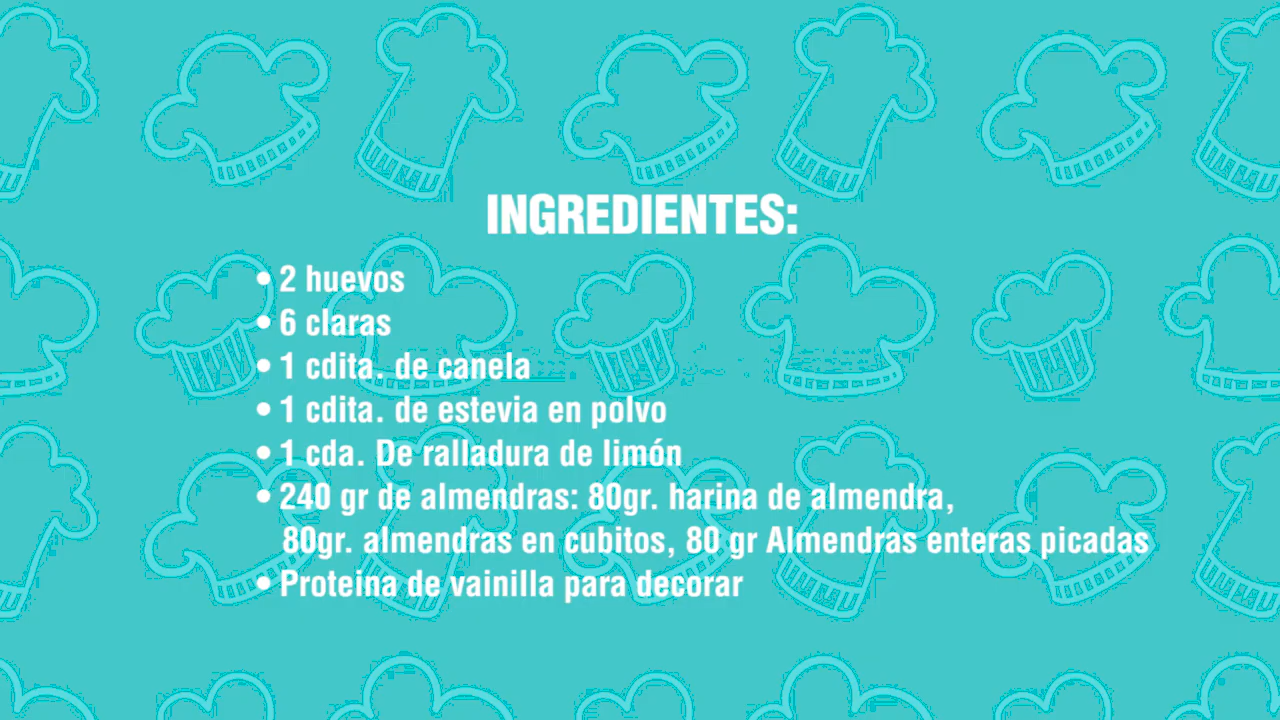 INGREDIENTES:
• 2 huevos
• 6 claras
• 1 cdita. de canela
• 1 cdita. de estevia en polvo
• 1 cda. De ralladura de limón
• 240 gr de almendras: 80gr. harina de almendra,
80gr. almendras en cubitos, 80 gr Almendras enteras picadas
• Proteina de vainilla para decorar